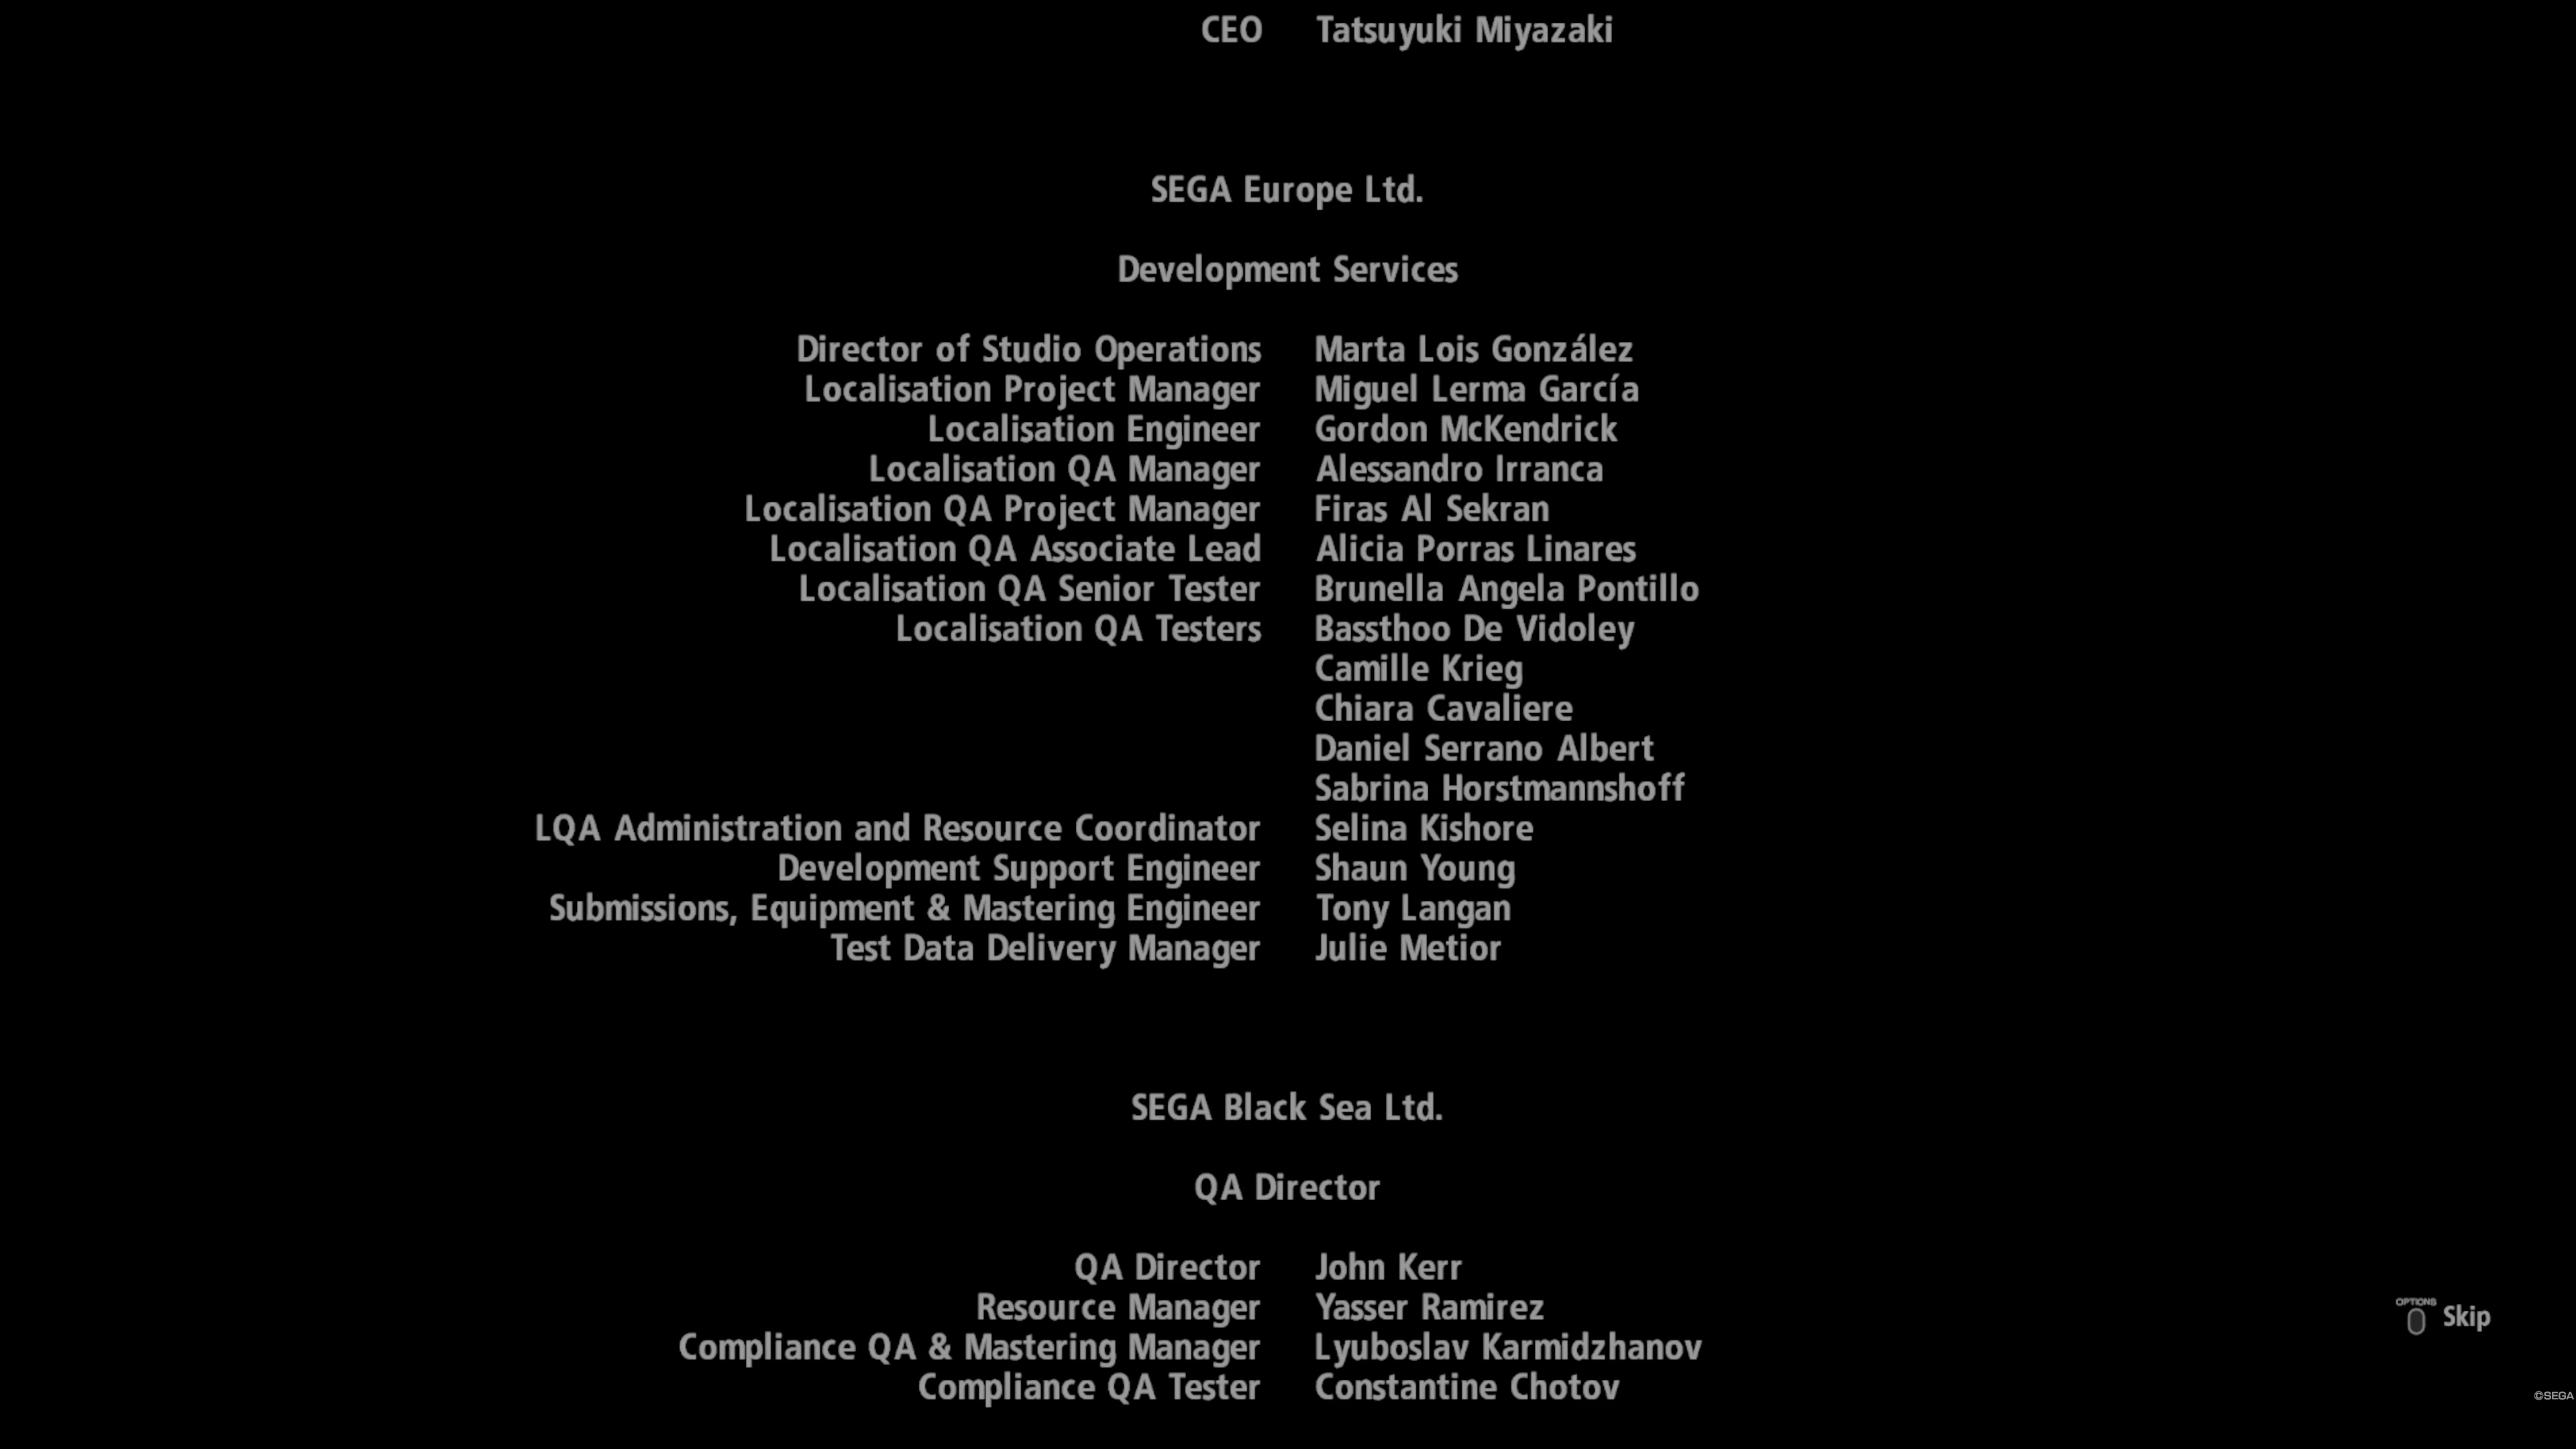 CEO Tatsuyuki Miyazaki
SEGA Europe Ltd.
Development Services
Director of Studio Operations Marta Lois González
Localisation Project Manager Miguel Lerma García
Localisation Engineer Gordon McKendrick
Localisation QA Manager Alessandro Irranca
Localisation QA Project Manager Firas Al Sekran
Localisation QA Associate Lead Alicia Porras Linares
Localisation QA Senior Tester Brunella Angela Pontillo
Localisation QA Testers Bassthoo De Vidoley
Camille Krieg
Chiara Cavaliere
Daniel Serrano Albert
Sabrina Horstmannshoff
LQA Administration and Resource Coordinator Selina Kishore
Development Support Engineer Shaun Young
Submissions, Equipment & Mastering Engineer Tony Langan
Test Data Delivery Manager Julie Metior
SEGA Black Sea Ltd.
QA Director
QA Director John Kerr
Resource Manager Yasser Ramirez
Compliance QA & Mastering Manager Lyuboslav Karmidzhanov
Compliance QA Tester Constantine Chotov
OPTIONS Skip
©SEGA